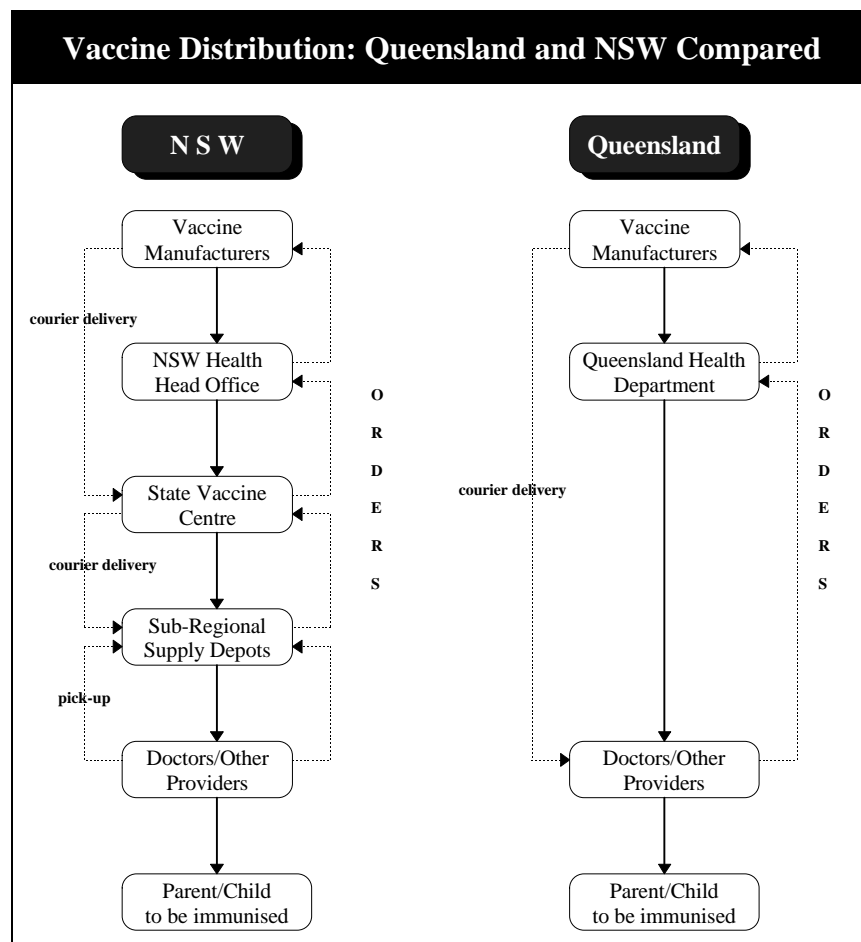 Vaccine Distribution: Queensland and NSW Compared
N S W
Vaccine
Manufacturers
courier delivery
NSW Health
Head Office
State Vaccine
Centre
courier delivery
Sub-Regional
Supply Depots
pick-up
Doctors/Other
Providers
Parent/Child
to be immunised
O
R
D
E
R
S
Queensland
Vaccine
Manufacturers
Queensland Health
Department
courier delivery
Doctors/Other
Providers
Parent/Child
to be immunised
O
R
D
E
R
S